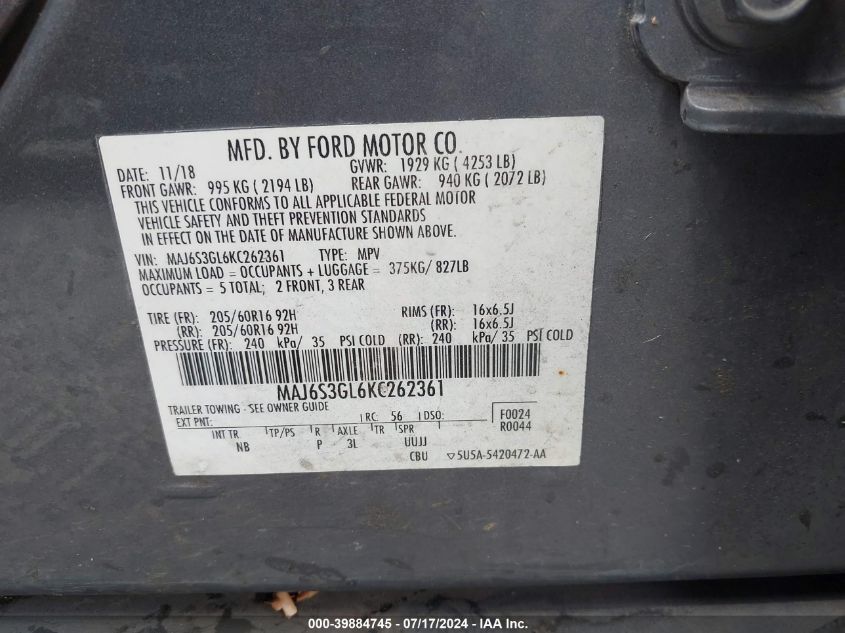 MFD. BY FORD MOTOR CO.
DATE: 11/18 GVWR: 1929 KG ( 4253 LB)
FRONT GAWR: 995 KG ( 2194 LB) REAR GAWR: 940 KG ( 2072 LB)
THIS VEHICLE CONFORMS TO ALL APPLICABLE FEDERAL MOTOR
VEHICLE SAFETY AND THEFT PREVENTION STANDARDS
IN EFFECT ON THE DATE OF MANUFACTURE SHOWN ABOVE.
VIN: MAJ6S3GL6KC262361 TYPE: MPV
MAXIMUM LOAD = OCCUPANTS + LUGGAGE = 375KG/ 827LB
OCCUPANTS = 5 TOTAL; 2 FRONT, 3 REAR
TIRE (FR): 205/60R16 92H RIMS (FR): 16x6.5J
(RR): 205/60R16 92H (RR): 16x6.5J
PRESSURE (FR): 240 kPa/ 35 PSI COLD (RR): 240 kPa/ 35 PSI COLD
MAJ6S3GL6KC262361
TRAILER TOWING - SEE OWNER GUIDE
EXT PNT: RC: 56 DSO: F0024
R0044
INT TR TP/PS R AXLE TR SPR
NB P 3L UUJJ
CBU ▽5U5A-5420472-AA
000-39884745 - 07/17/2024 - IAA Inc.